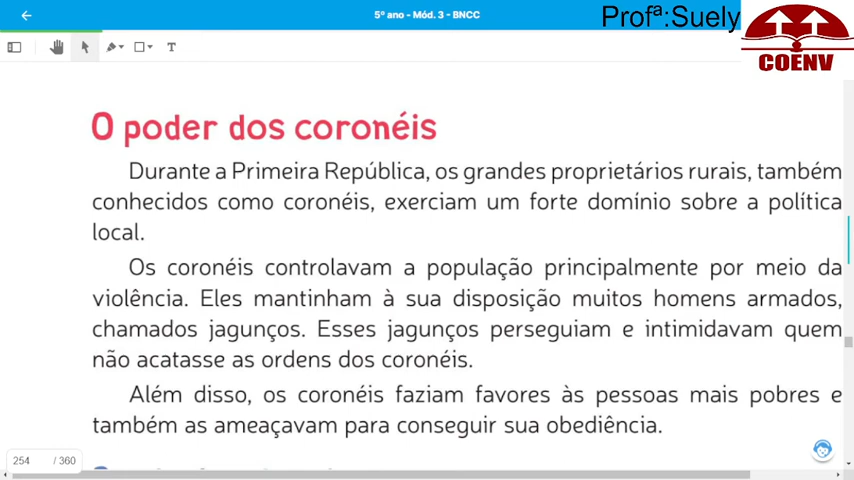 5º ano - Mód. 3 - BNCC
Profª:Suely
COENV
T
O poder dos coronéis
Durante a Primeira República, os grandes proprietários rurais, também
conhecidos como coronéis, exerciam um forte domínio sobre a política
local.
Os coronéis controlavam a população principalmente por meio da
violência. Eles mantinham à sua disposição muitos homens armados,
chamados jagunços. Esses jagunços perseguiam e intimidavam quem
não acatasse as ordens dos coronéis.
Além disso, os coronéis faziam favores às pessoas mais pobres e
também as ameaçavam para conseguir sua obediência.
254 / 360